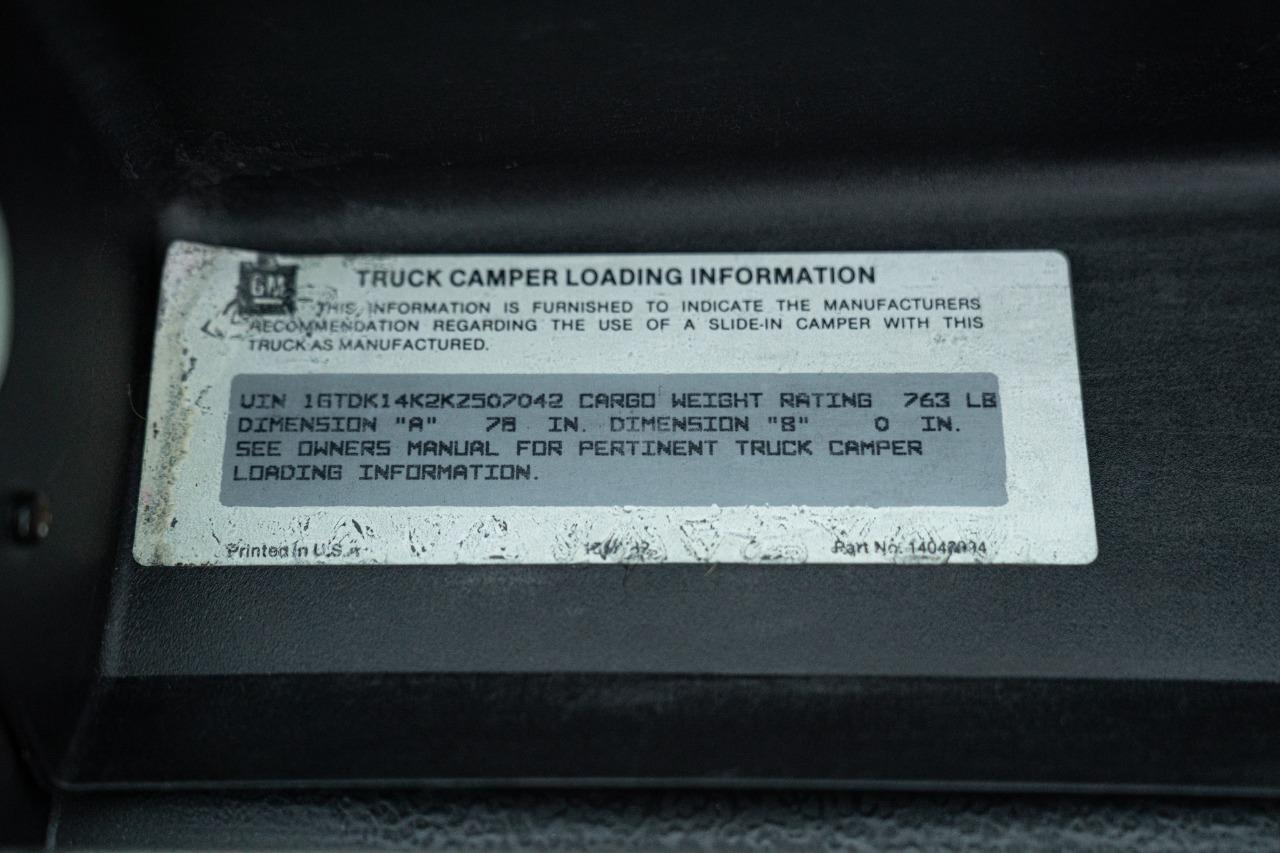 GM
TRUCK CAMPER LOADING INFORMATION
THIS INFORMATION IS FURNISHED TO INDICATE THE MANUFACTURERS
RECOMMENDATION REGARDING THE USE OF A SLIDE-IN CAMPER WITH THIS
TRUCK AS MANUFACTURED.
VIN 1GTDK14K2KZ507042 CARGO WEIGHT RATING 763 LB
DIMENSION "A" 78 IN. DIMENSION "B" 0 IN.
SEE OWNERS MANUAL FOR PERTINENT TRUCK CAMPER
LOADING INFORMATION.
Printed in U.S.A.
Part No.